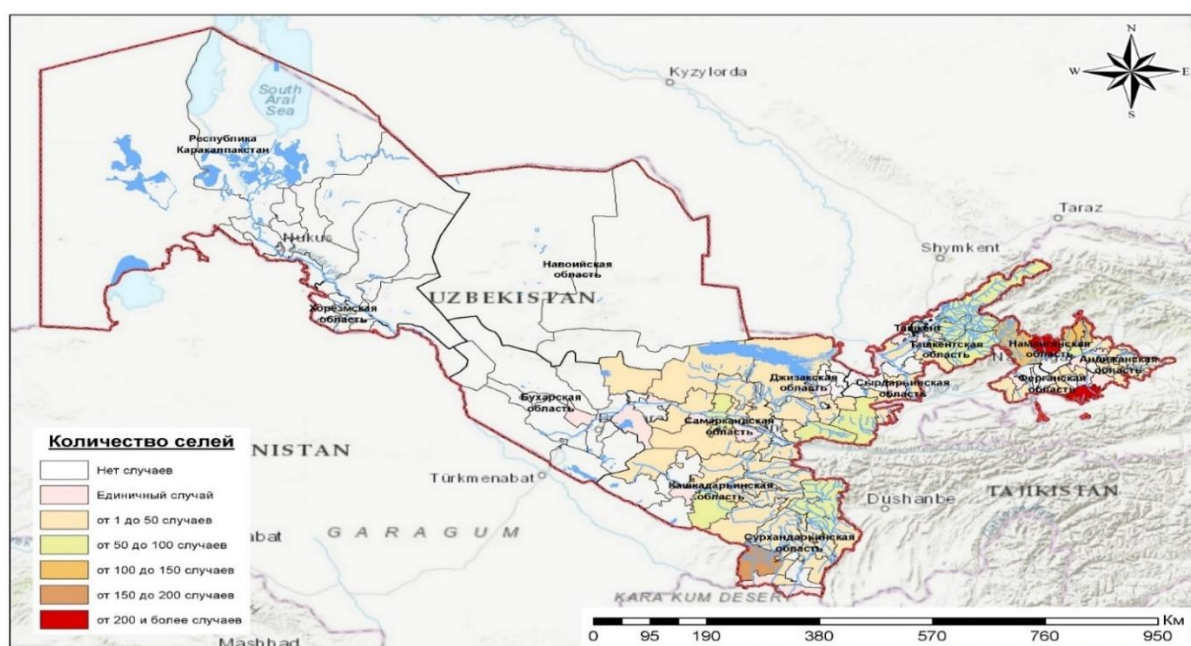 N
W
E
S
Kyzylorda
South
Aral
Sea
Республика
Каракалпакстан
Taraz
Shymkent
Nukus
Навоийская
область
UZBEKISTAN
Хорезмская
область
Ташкент
Ташкентская
область
Наманганская
область
Андижанская
область
Ферганская
область
Сырдарьинская
область
Джизакская
область
Бухарская
область
Самаркандская
область
Кашкадарьинская
область
Сурхандарьинская
область
Türkmenabat
Dushanbe
TAJIKISTAN
NISTAN
GARAGUM
abat
KARA KUM DESERT
Mashhad
Количество селей
Нет случаев
Единичный случай
от 1 до 50 случаев
от 50 до 100 случаев
от 100 до 150 случаев
от 150 до 200 случаев
от 200 и более случаев
Км
0 95 190 380 570 760 950